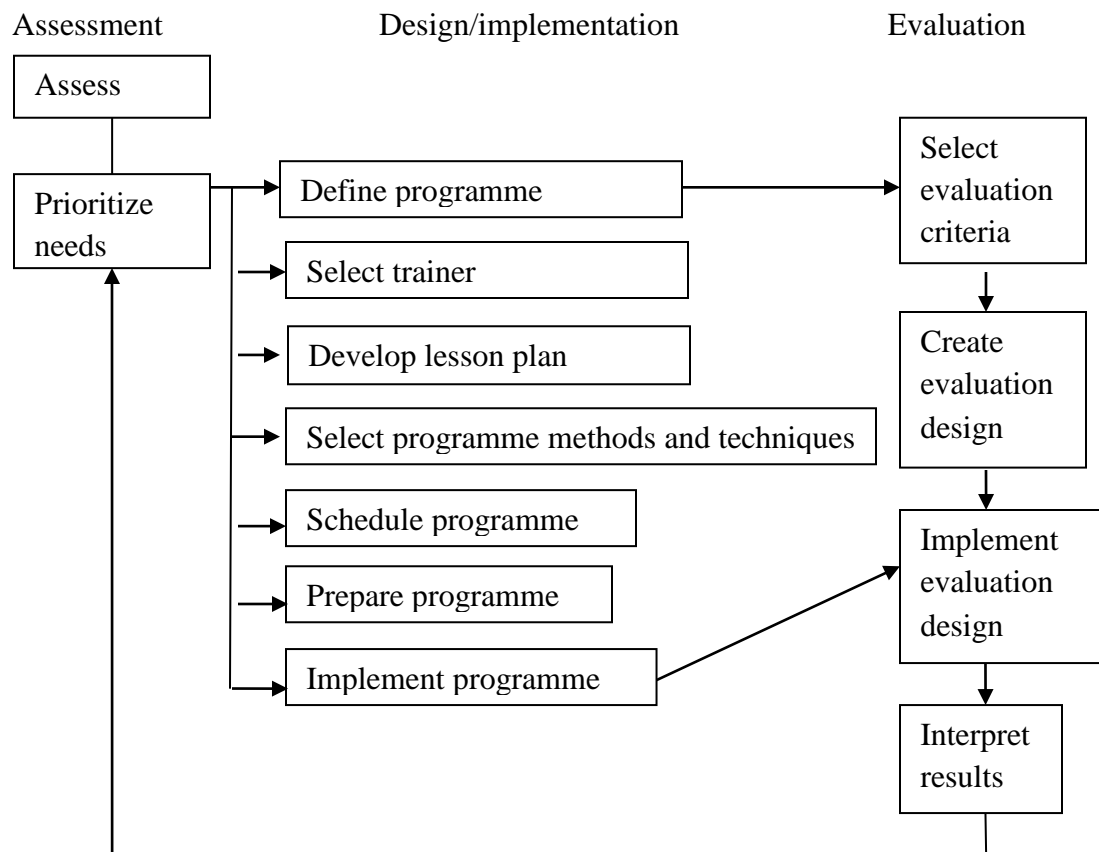 Assessment
Design/implementation
Evaluation
Assess
Prioritize
needs
Define programme
Select trainer
Develop lesson plan
Select programme methods and techniques
Schedule programme
Prepare programme
Implement programme
Select
evaluation
criteria
Create
evaluation
design
Implement
evaluation
design
Interpret
results